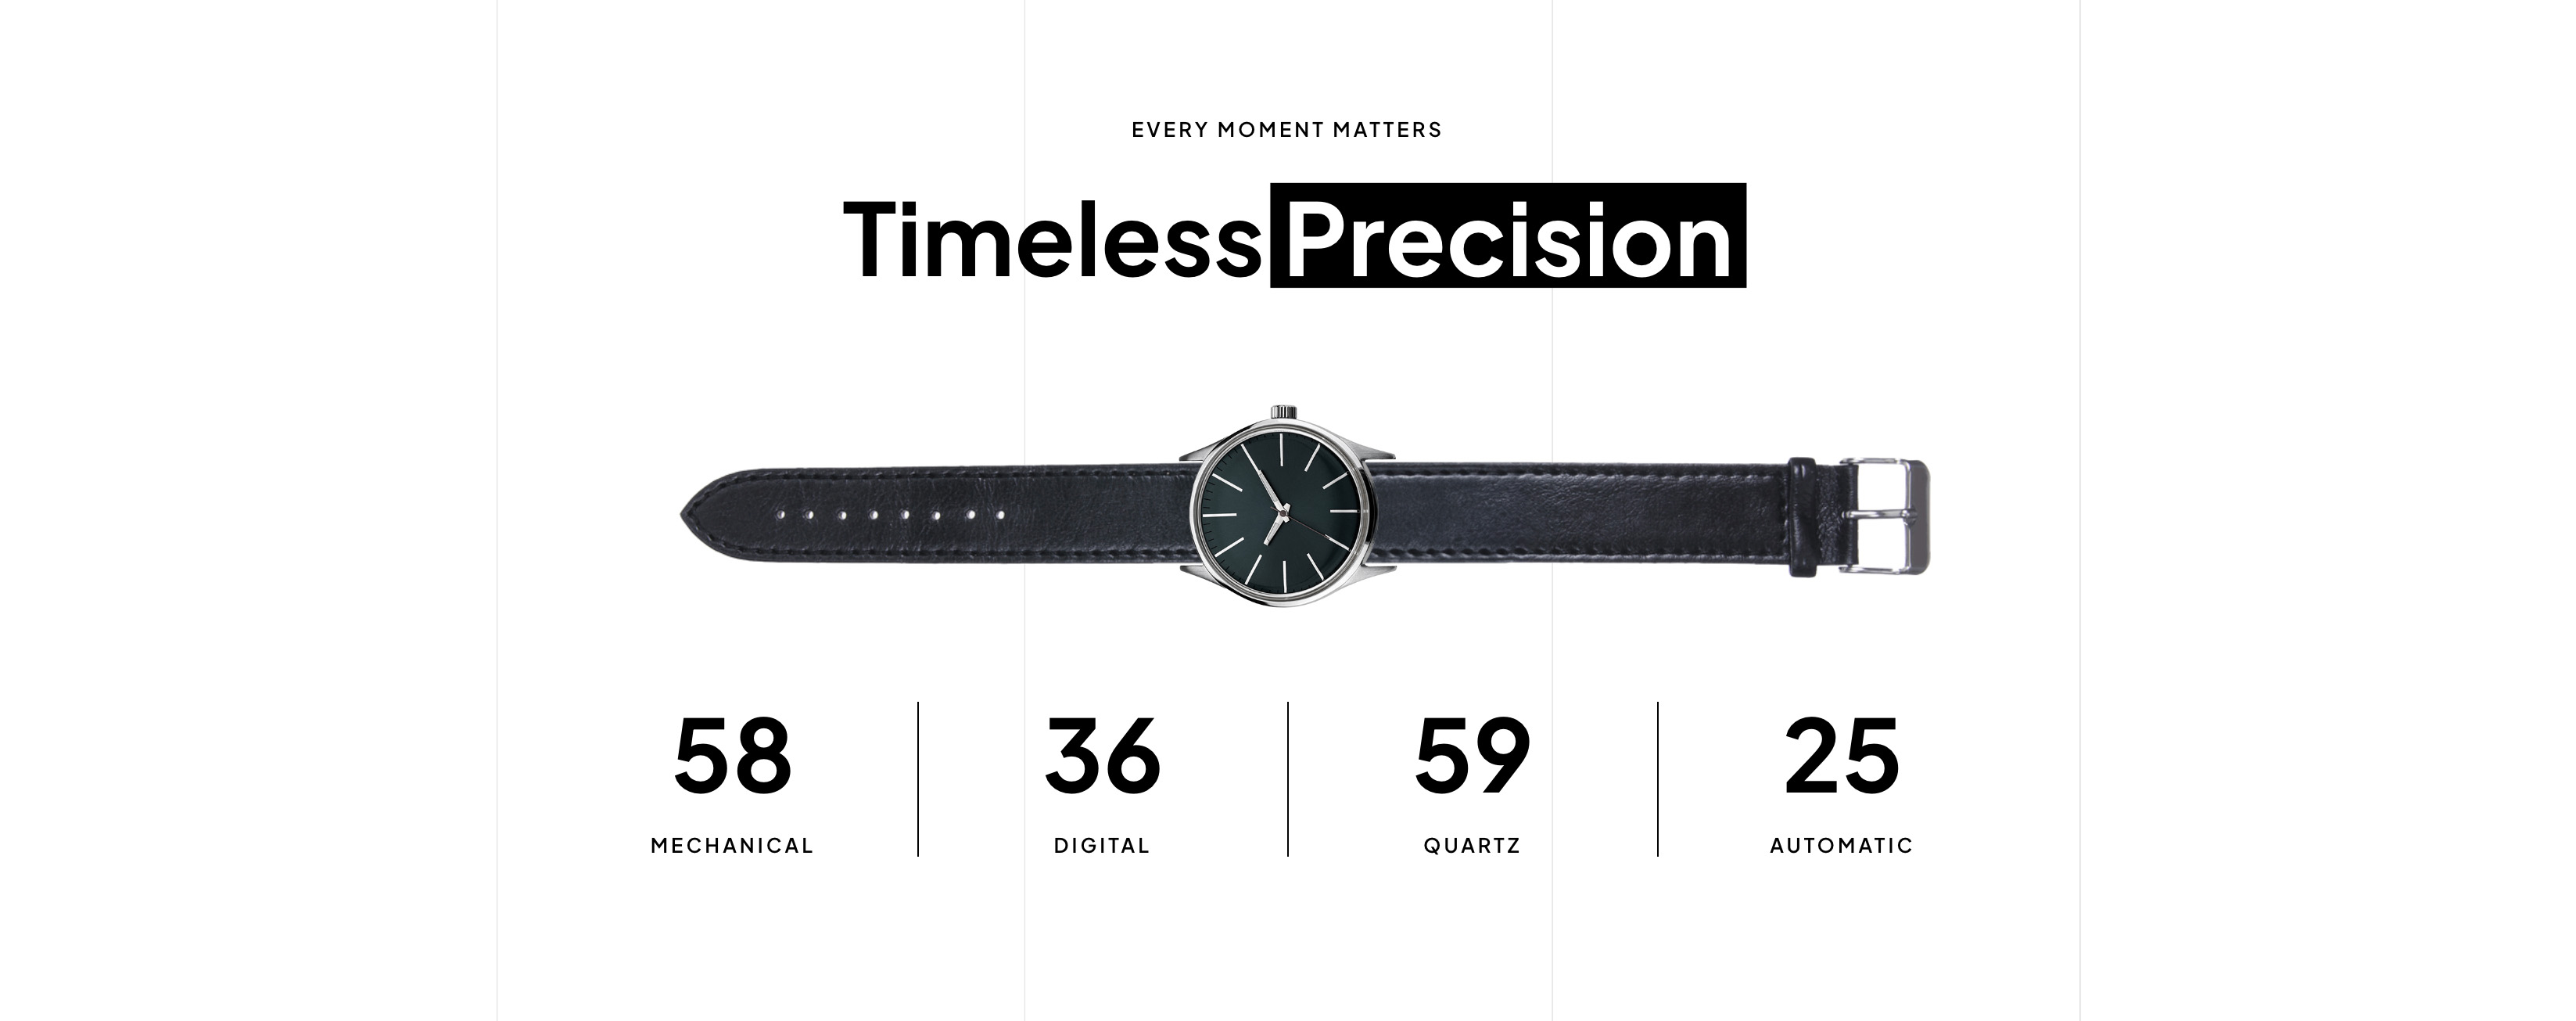 EVERY MOMENT MATTERS
Timeless Precision
58
MECHANICAL
36
DIGITAL
59
QUARTZ
25
AUTOMATIC